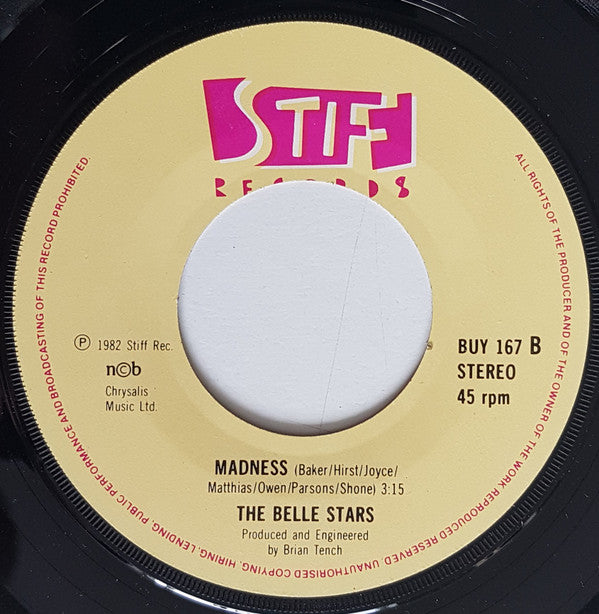 STIFF
RECORDS
ALL RIGHTS OF THE PRODUCER AND OF THE OWNER OF THE WORK REPRODUCED RESERVED. UNAUTHORISED COPYING, HIRING, LENDING, PUBLIC PERFORMANCE AND BROADCASTING OF THIS RECORD PROHIBITED.
℗ 1982 Stiff Rec.
n©b
Chrysalis
Music Ltd.
BUY 167 B
STEREO
45 rpm
MADNESS (Baker/Hirst/Joyce/
Matthias/Owen/Parsons/Shone) 3:15
THE BELLE STARS
Produced and Engineered
by Brian Tench